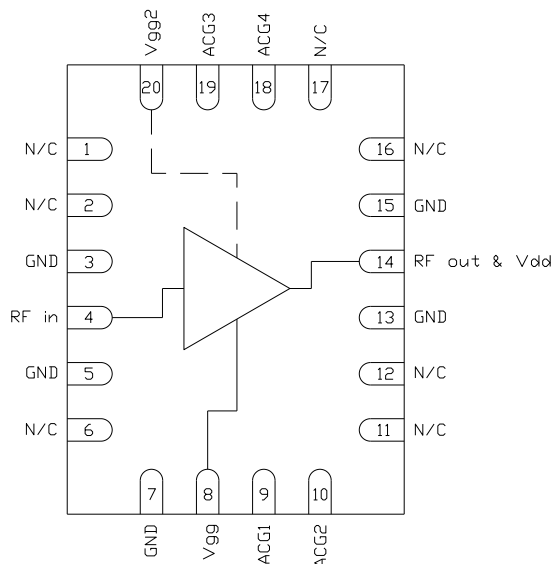 Vgg2 ACG3 ACG4 N/C
20 19 18 17
N/C 1 16 N/C
N/C 2 15 GND
GND 3 14 RF out & Vdd
RF in 4 13 GND
GND 5 12 N/C
N/C 6 11 N/C
7 8 9 10
GND Vgg ACG1 ACG2